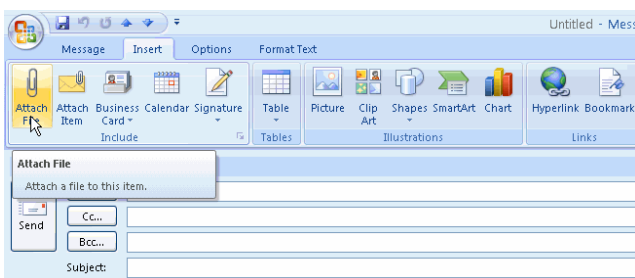 Untitled - Mess
Message Insert Options Format Text
Attach File
Attach Item
Business Card
Calendar
Signature
Table
Picture
Clip Art
Shapes
SmartArt
Chart
Hyperlink
Bookmark
Include Tables Illustrations Links
Attach File
Attach a file to this item.
Send
Cc...
Bcc...
Subject: